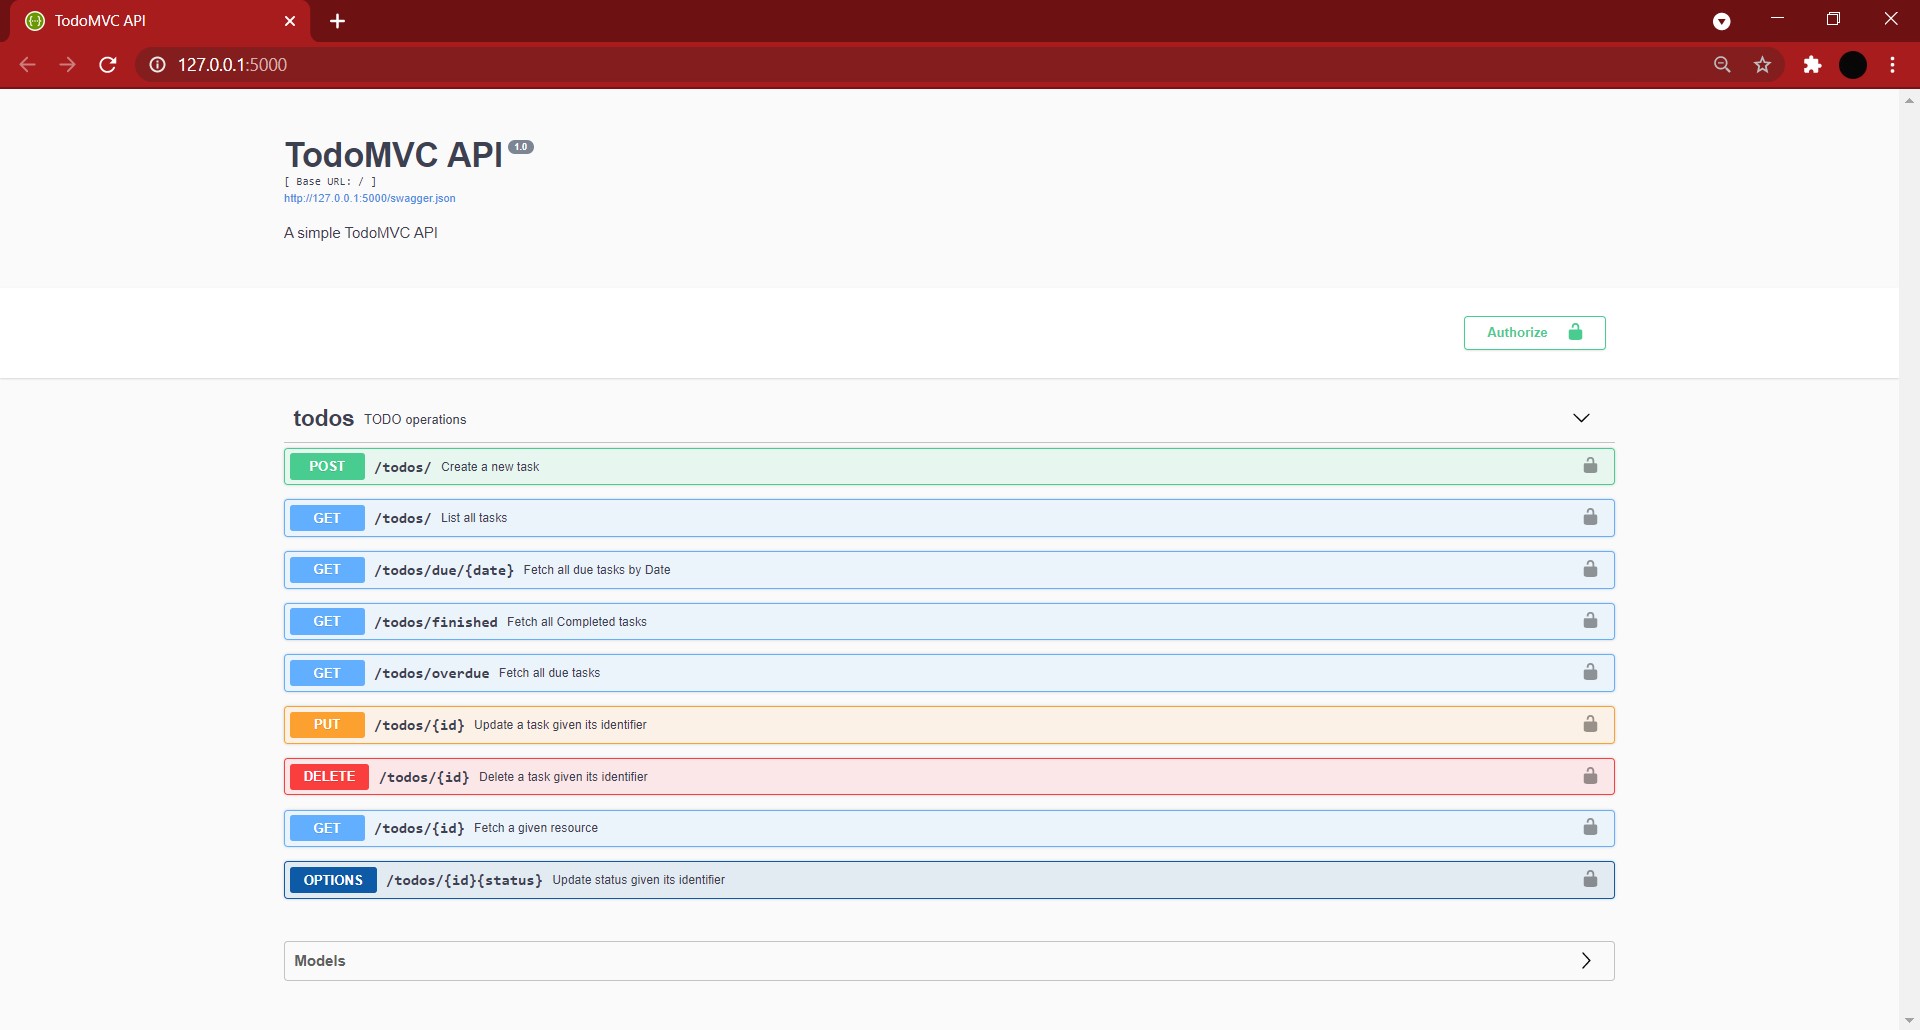 TodoMVC API
127.0.0.1:5000
TodoMVC API 1.0
[ Base URL: / ]
http://127.0.0.1:5000/swagger.json
A simple TodoMVC API
Authorize
todos TODO operations
POST /todos/ Create a new task
GET /todos/ List all tasks
GET /todos/due/{date} Fetch all due tasks by Date
GET /todos/finished Fetch all Completed tasks
GET /todos/overdue Fetch all due tasks
PUT /todos/{id} Update a task given its identifier
DELETE /todos/{id} Delete a task given its identifier
GET /todos/{id} Fetch a given resource
OPTIONS /todos/{id}{status} Update status given its identifier
Models